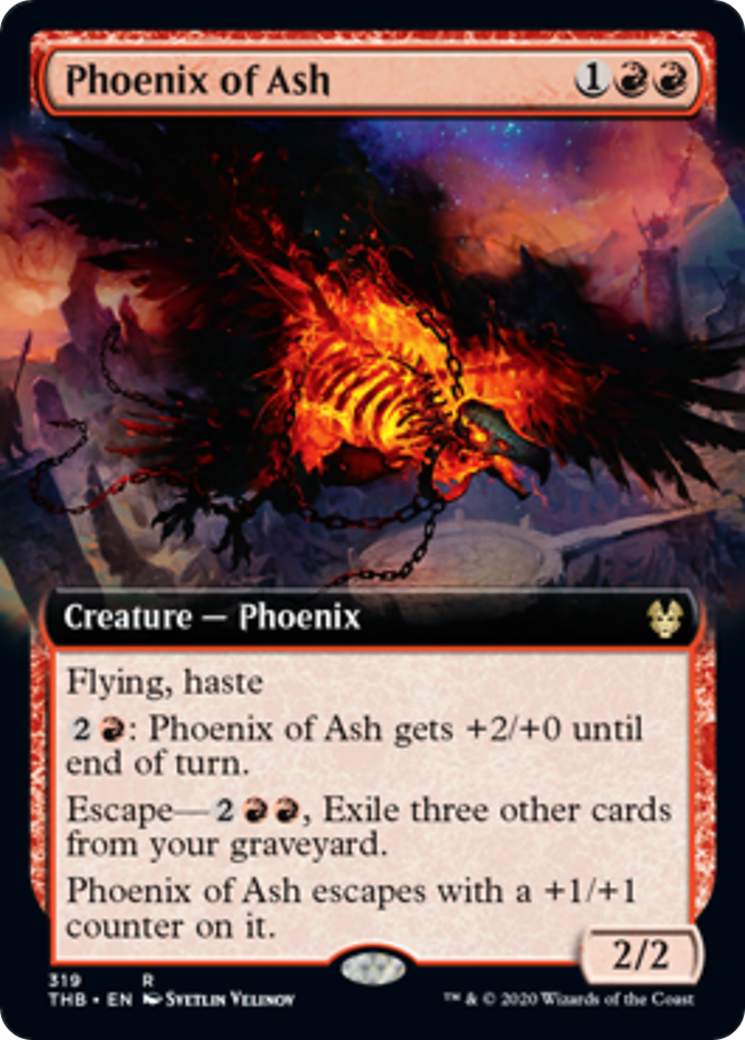 Phoenix of Ash 1
Creature — Phoenix
Flying, haste
2 : Phoenix of Ash gets +2/+0 until
end of turn.
Escape—2 , Exile three other cards
from your graveyard.
Phoenix of Ash escapes with a +1/+1
counter on it.
2/2
319 R
THB • EN Svetlin Velinov
™ & © 2020 Wizards of the Coast